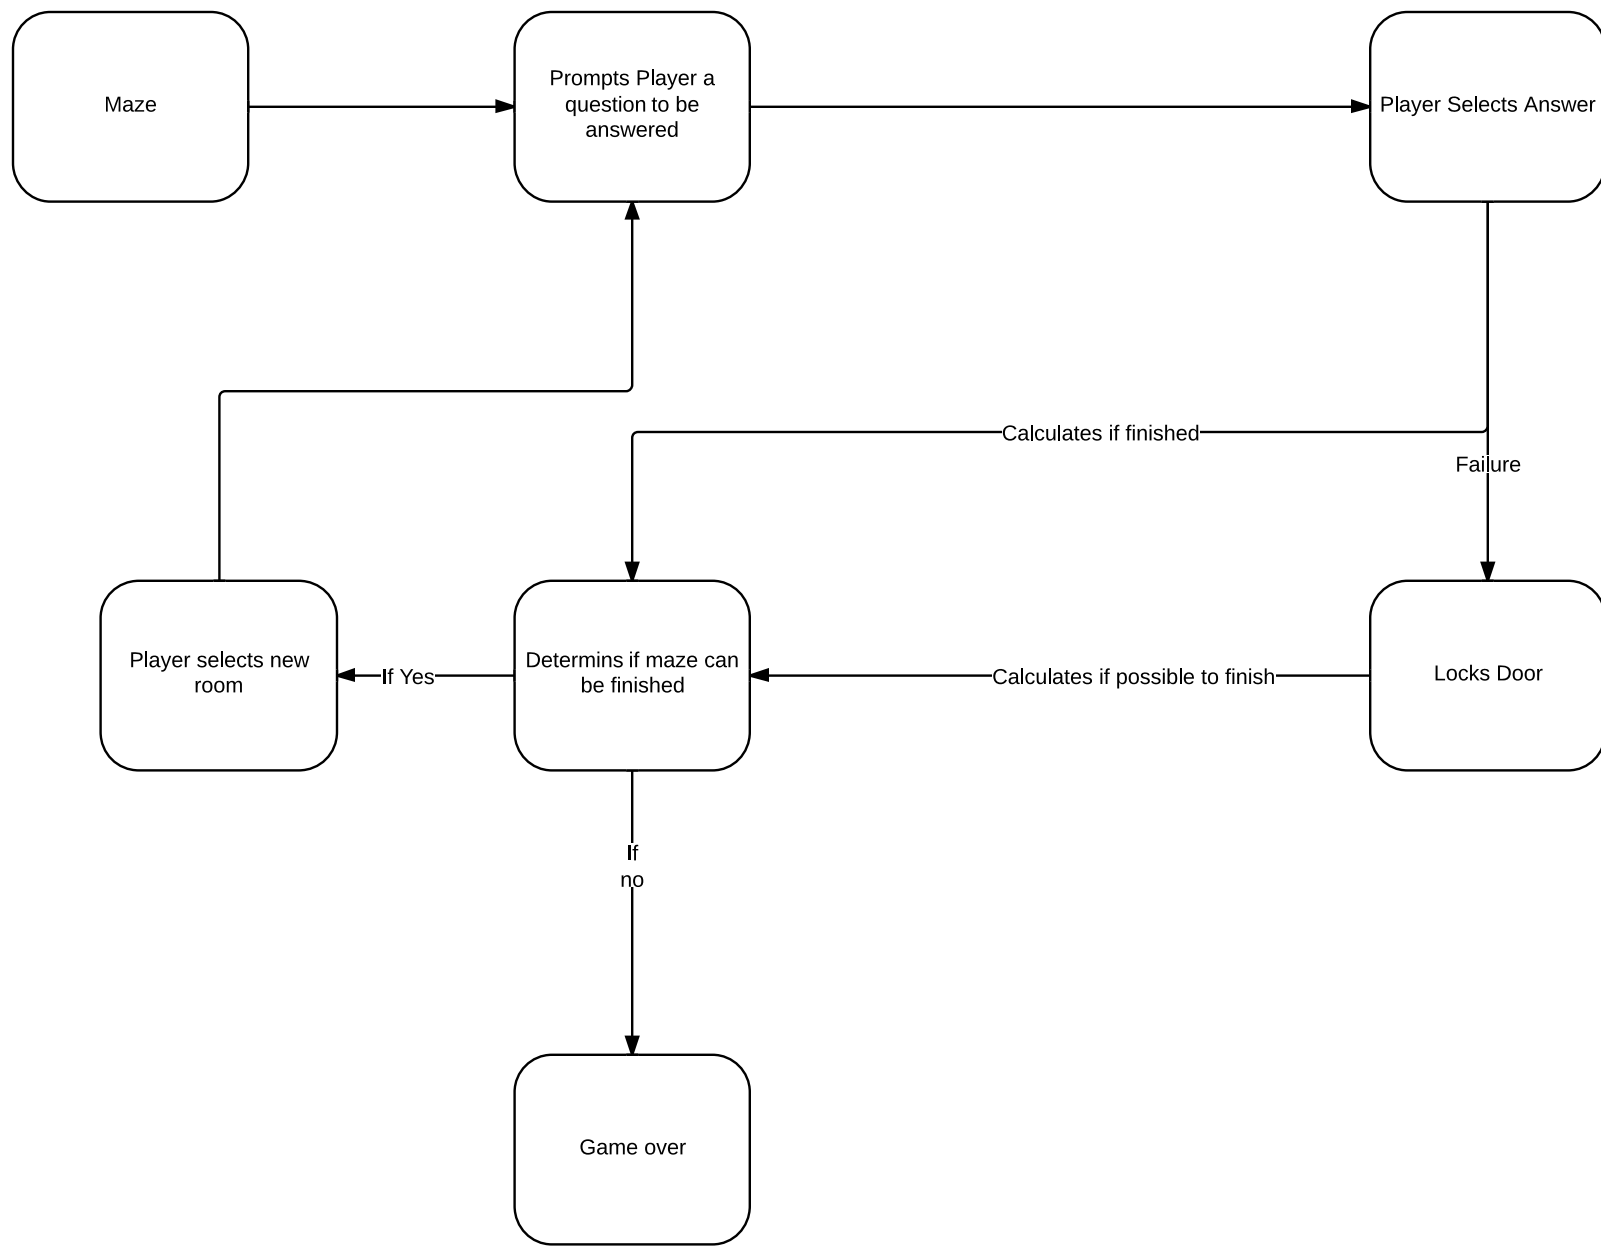 Maze
Prompts Player a
question to be
answered
Player Selects Answer
Calculates if finished
Failure
Player selects new
room
If Yes
Determins if maze can
be finished
Calculates if possible to finish
Locks Door
If
no
Game over